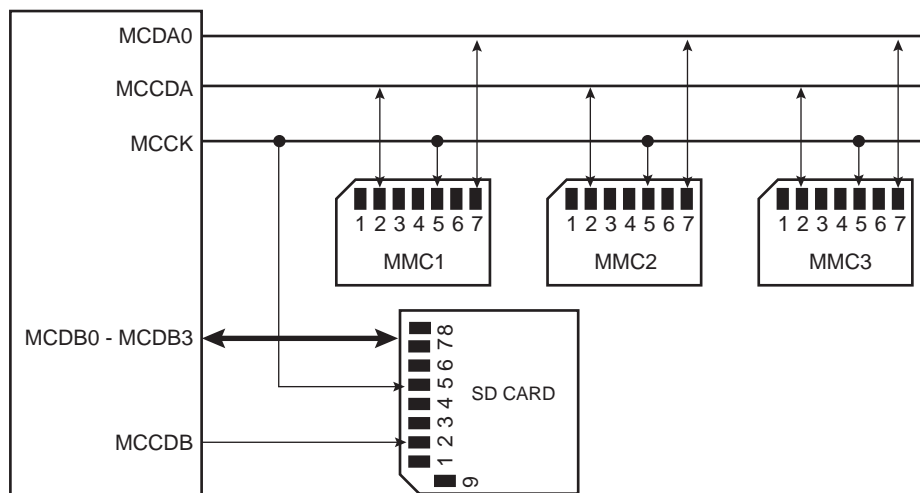 MCDA0
MCCDA
MCCK
1 2 3 4 5 6 7
MMC1
1 2 3 4 5 6 7
MMC2
1 2 3 4 5 6 7
MMC3
MCDB0 - MCDB3
MCCDB
1 2 3 4 5 6 7 8
9
SD CARD